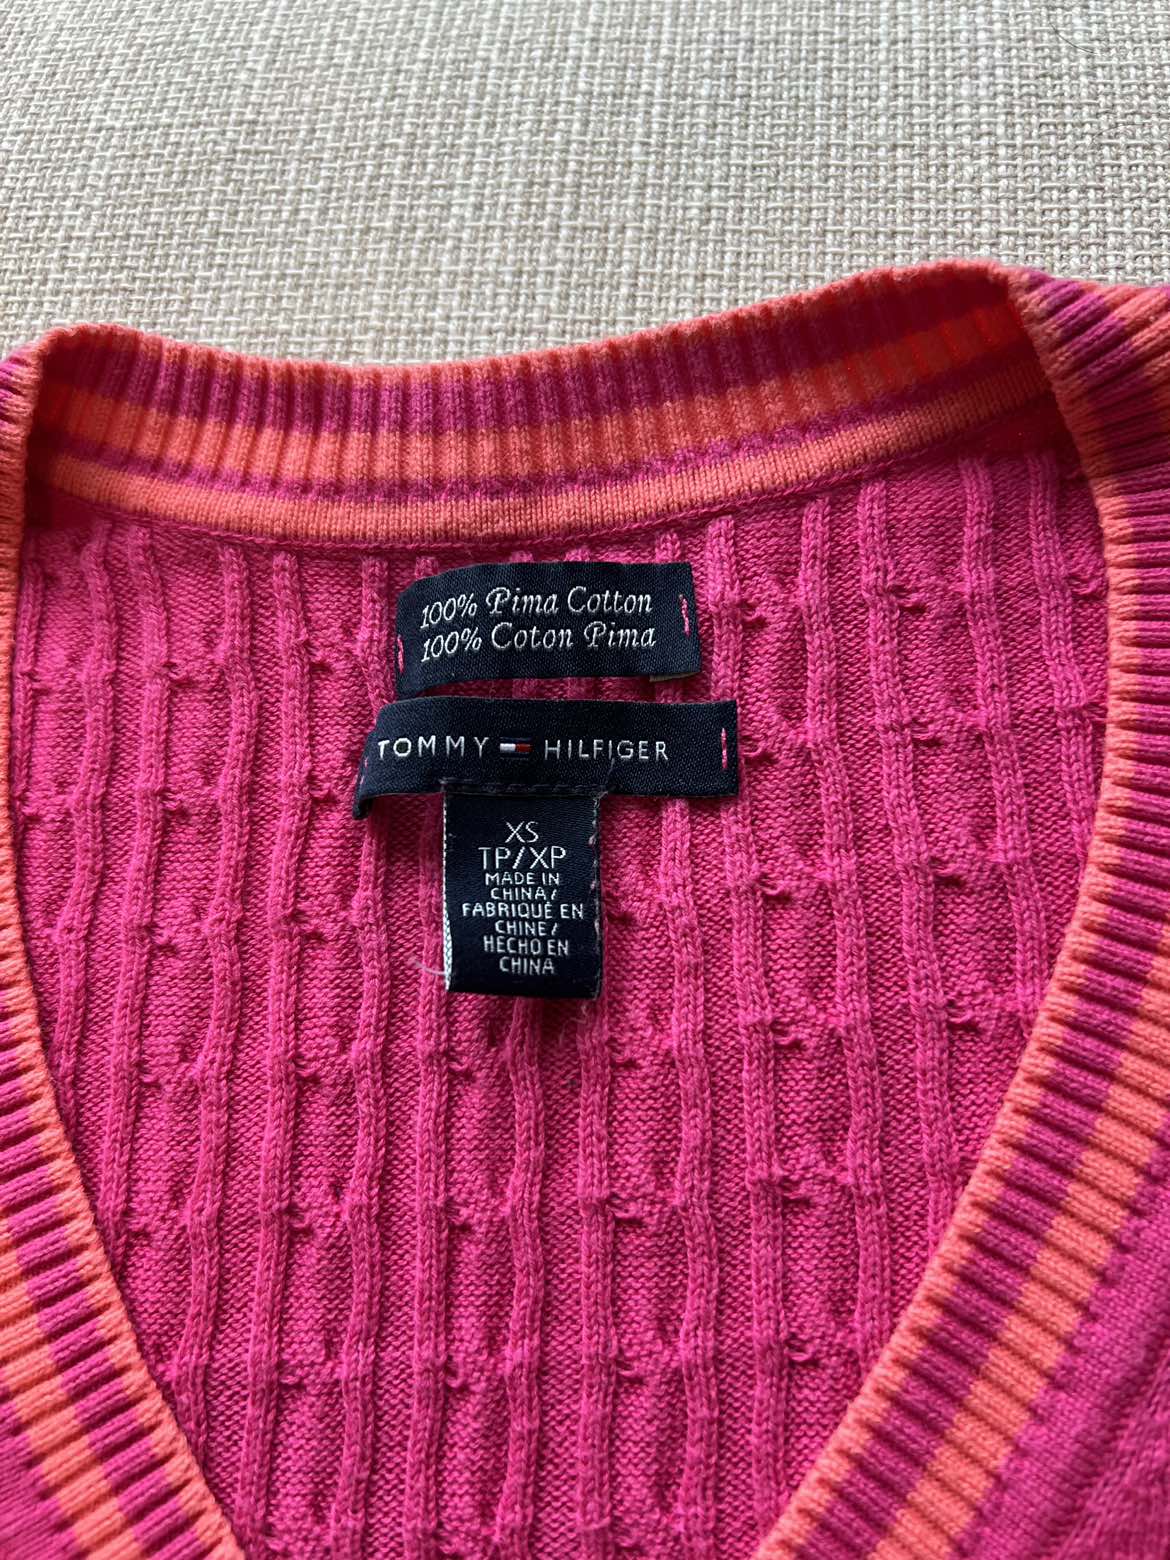 100% Pima Cotton
100% Coton Pima
TOMMY HILFIGER
XS
TP/XP
MADE IN
CHINA/
FABRIQUÉ EN
CHINE/
HECHO EN
CHINA